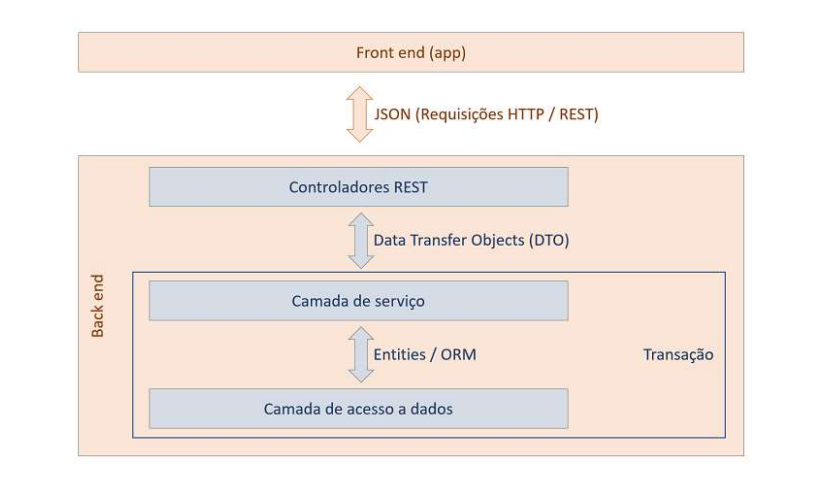 Front end (app)
JSON (Requisições HTTP / REST)
Controladores REST
Data Transfer Objects (DTO)
Back end
Camada de serviço
Entities / ORM
Transação
Camada de acesso a dados